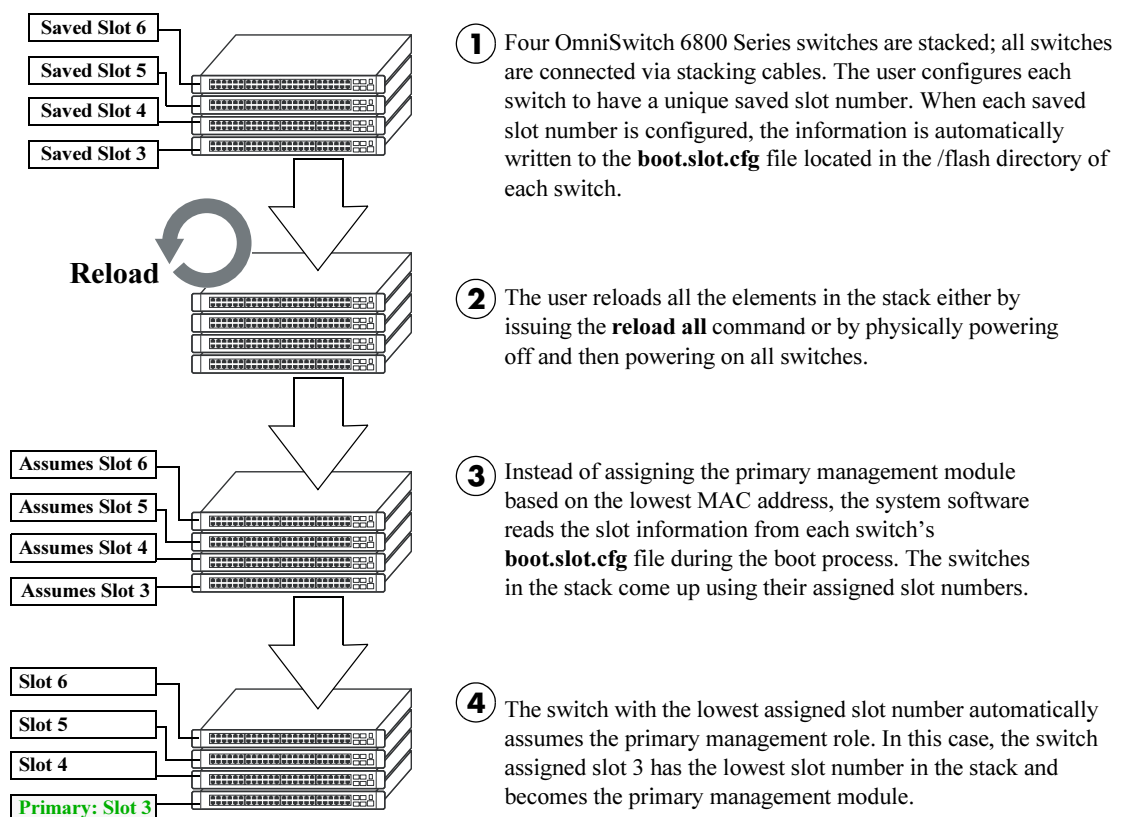 Saved Slot 6
Saved Slot 5
Saved Slot 4
Saved Slot 3
1
Four OmniSwitch 6800 Series switches are stacked; all switches
are connected via stacking cables. The user configures each
switch to have a unique saved slot number. When each saved
slot number is configured, the information is automatically
written to the boot.slot.cfg file located in the /flash directory of
each switch.
Reload
2
The user reloads all the elements in the stack either by
issuing the reload all command or by physically powering
off and then powering on all switches.
Assumes Slot 6
Assumes Slot 5
Assumes Slot 4
Assumes Slot 3
3
Instead of assigning the primary management module
based on the lowest MAC address, the system software
reads the slot information from each switch's
boot.slot.cfg file during the boot process. The switches
in the stack come up using their assigned slot numbers.
Slot 6
Slot 5
Slot 4
Primary: Slot 3
4
The switch with the lowest assigned slot number automatically
assumes the primary management role. In this case, the switch
assigned slot 3 has the lowest slot number in the stack and
becomes the primary management module.